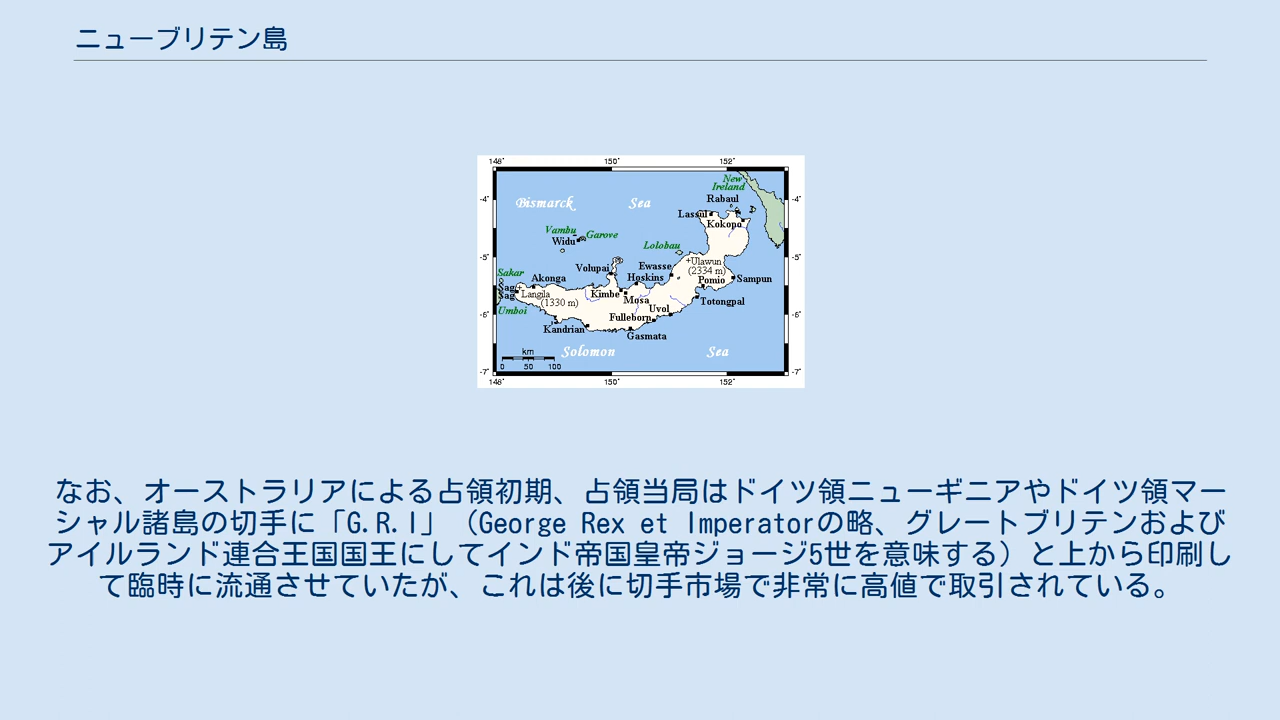 ニューブリテン島
148° 150° 152°
New
Ireland
-4°
Bismarck Sea
Rabaul
Lassul
Kokopo
Vambu
Garove
Widu
Lolobau
-5°
Ulawun
(2334 m)
Volupai
Ewasse
Sakar
Akonga
Hoskins
Pomio
Sampun
Langila
(1330 m)
Kimbe
Mosa
Totongpal
Umboi
Uvol
-6°
Fulleborn
Kandrian
Gasmata
km
Solomon Sea
0 50 100
-7°
148° 150° 152°
なお、オーストラリアによる占領初期、占領当局はドイツ領ニューギニアやドイツ領マー
シャル諸島の切手に「G.R.I」（George Rex et Imperatorの略、グレートブリテンおよび
アイルランド連合王国国王にしてインド帝国皇帝ジョージ5世を意味する）と上から印刷し
て臨時に流通させていたが、これは後に切手市場で非常に高値で取引されている。